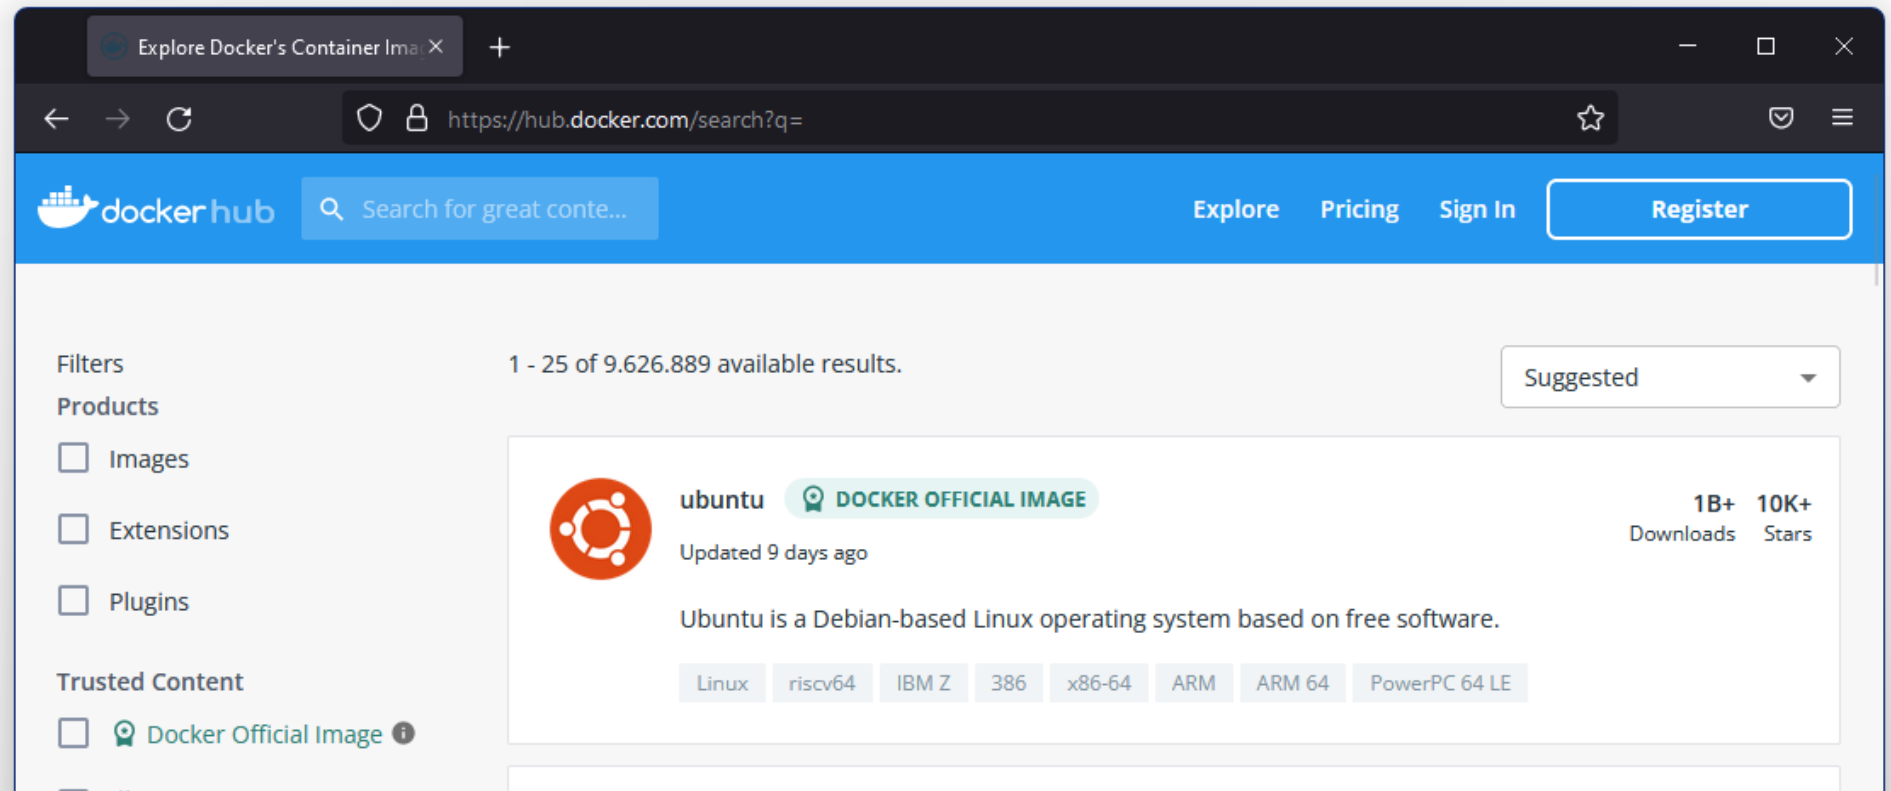 Explore Docker's Container Ima
https://hub.docker.com/search?q=
docker hub
Search for great conte...
Explore
Pricing
Sign In
Register
Filters
1 - 25 of 9.626.889 available results.
Suggested
Products
Images
Extensions
Plugins
Trusted Content
Docker Official Image
ubuntu
DOCKER OFFICIAL IMAGE
1B+ 10K+
Downloads Stars
Updated 9 days ago
Ubuntu is a Debian-based Linux operating system based on free software.
Linux riscv64 IBM Z 386 x86-64 ARM ARM 64 PowerPC 64 LE